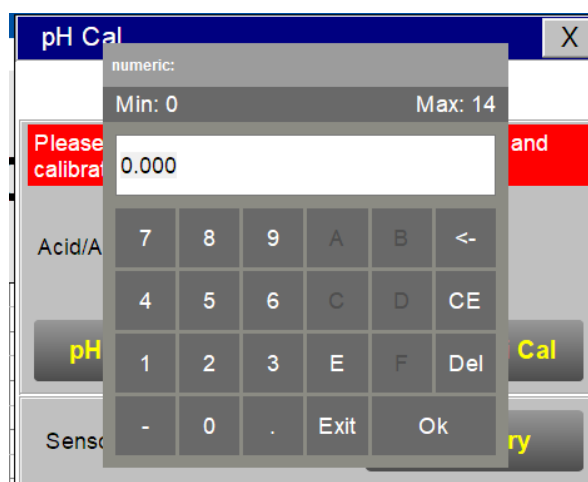 pH Cal
X
numeric:
Min: 0 Max: 14
Please and
calibrat
0.000
7 8 9 A B <-
Acid/A
4 5 6 C D CE
pH Cal
1 2 3 E F Del
- 0 . Exit Ok
Senso ry